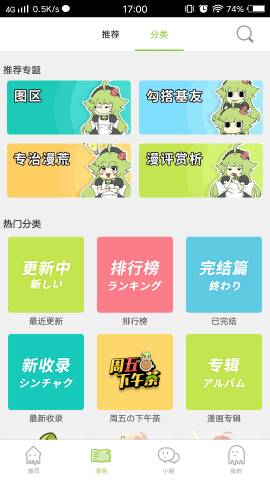 4G 0.5K/s 17:00 74%
推荐 分类
推荐专题
图区 勾搭基友
专治漫荒 漫评赏析
热门分类
更新中 排行榜 完结篇
新しい ランキング 終わり
最近更新 排行榜 已完结
新收录 周五の下午茶 专辑
シンチャク アルバム
最新收录 周五の下午茶 漫画专辑
首页 漫画 小组 我的